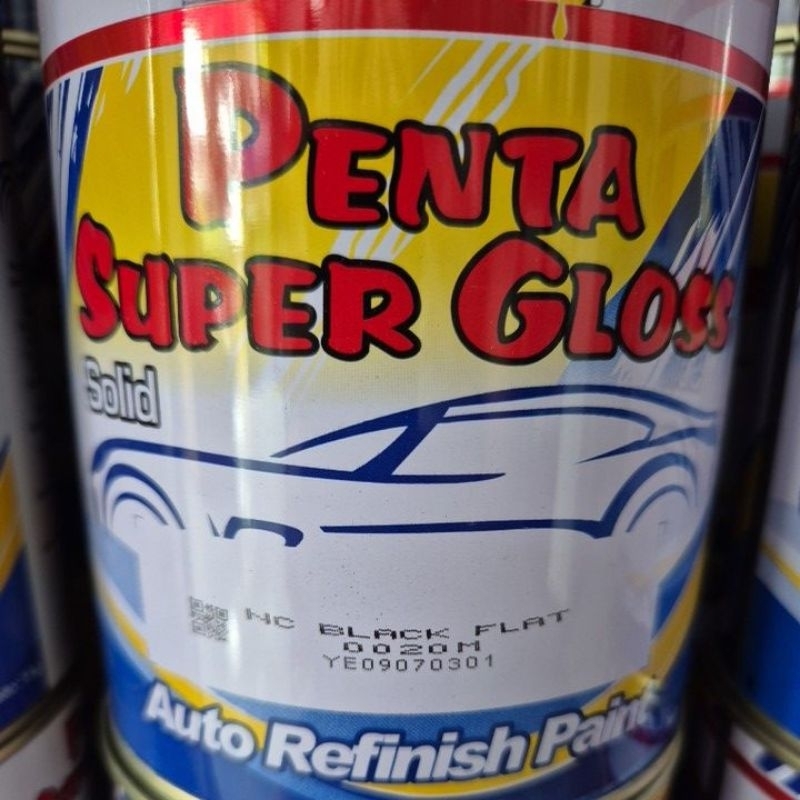 PENTA
SUPER GLOSS
Solid
NC BLACK FLAT
0020M
YE09070301
Auto Refinish Paint